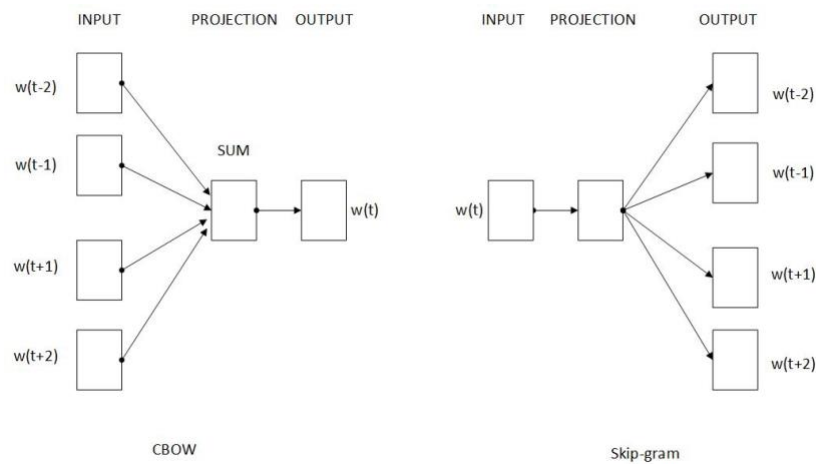 INPUT PROJECTION OUTPUT
w(t-2)
w(t-1)
SUM
w(t)
w(t+1)
w(t+2)
CBOW
INPUT PROJECTION OUTPUT
w(t-2)
w(t-1)
w(t)
w(t+1)
w(t+2)
Skip-gram